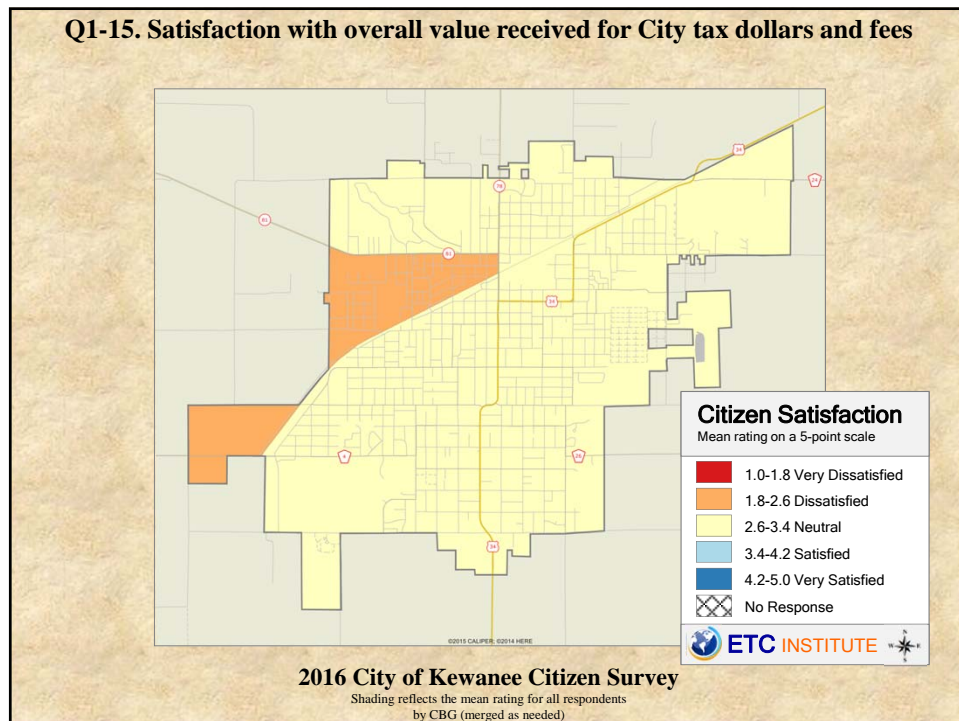 Q1-15. Satisfaction with overall value received for City tax dollars and fees
34
24
78
81
91
34
4
26
34
©2015 CALIPER; ©2014 HERE
Citizen Satisfaction
Mean rating on a 5-point scale
1.0-1.8 Very Dissatisfied
1.8-2.6 Dissatisfied
2.6-3.4 Neutral
3.4-4.2 Satisfied
4.2-5.0 Very Satisfied
No Response
ETC INSTITUTE
N
W
E
S
2016 City of Kewanee Citizen Survey
Shading reflects the mean rating for all respondents
by CBG (merged as needed)